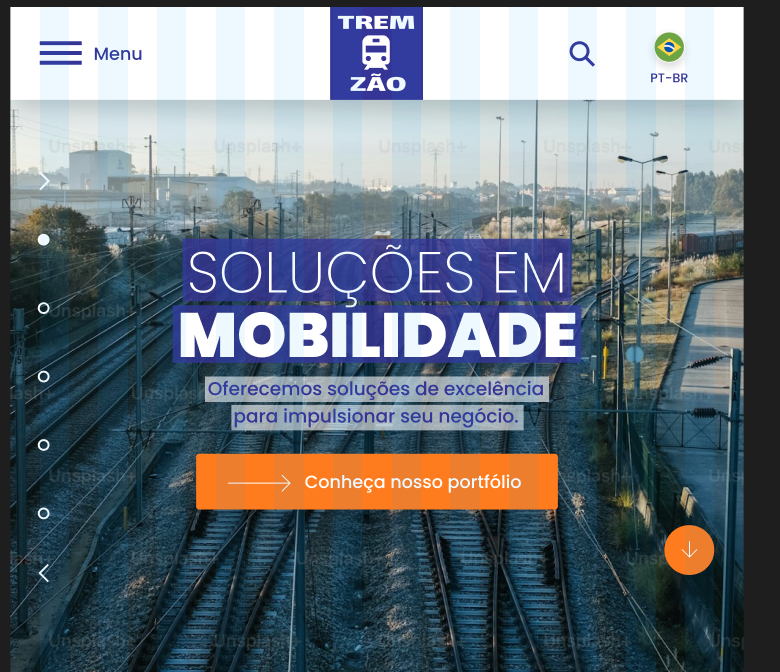 Menu
TREM
ZÃO
PT-BR
Unsplash+
Unsplash+
Unsplash+
Unsplash+
SOLUÇÕES EM
MOBILIDADE
Oferecemos soluções de excelência
para impulsionar seu negócio.
Conheça nosso portfólio
Unsplash+
Unsplash+
Unsplash+
Unsplash+